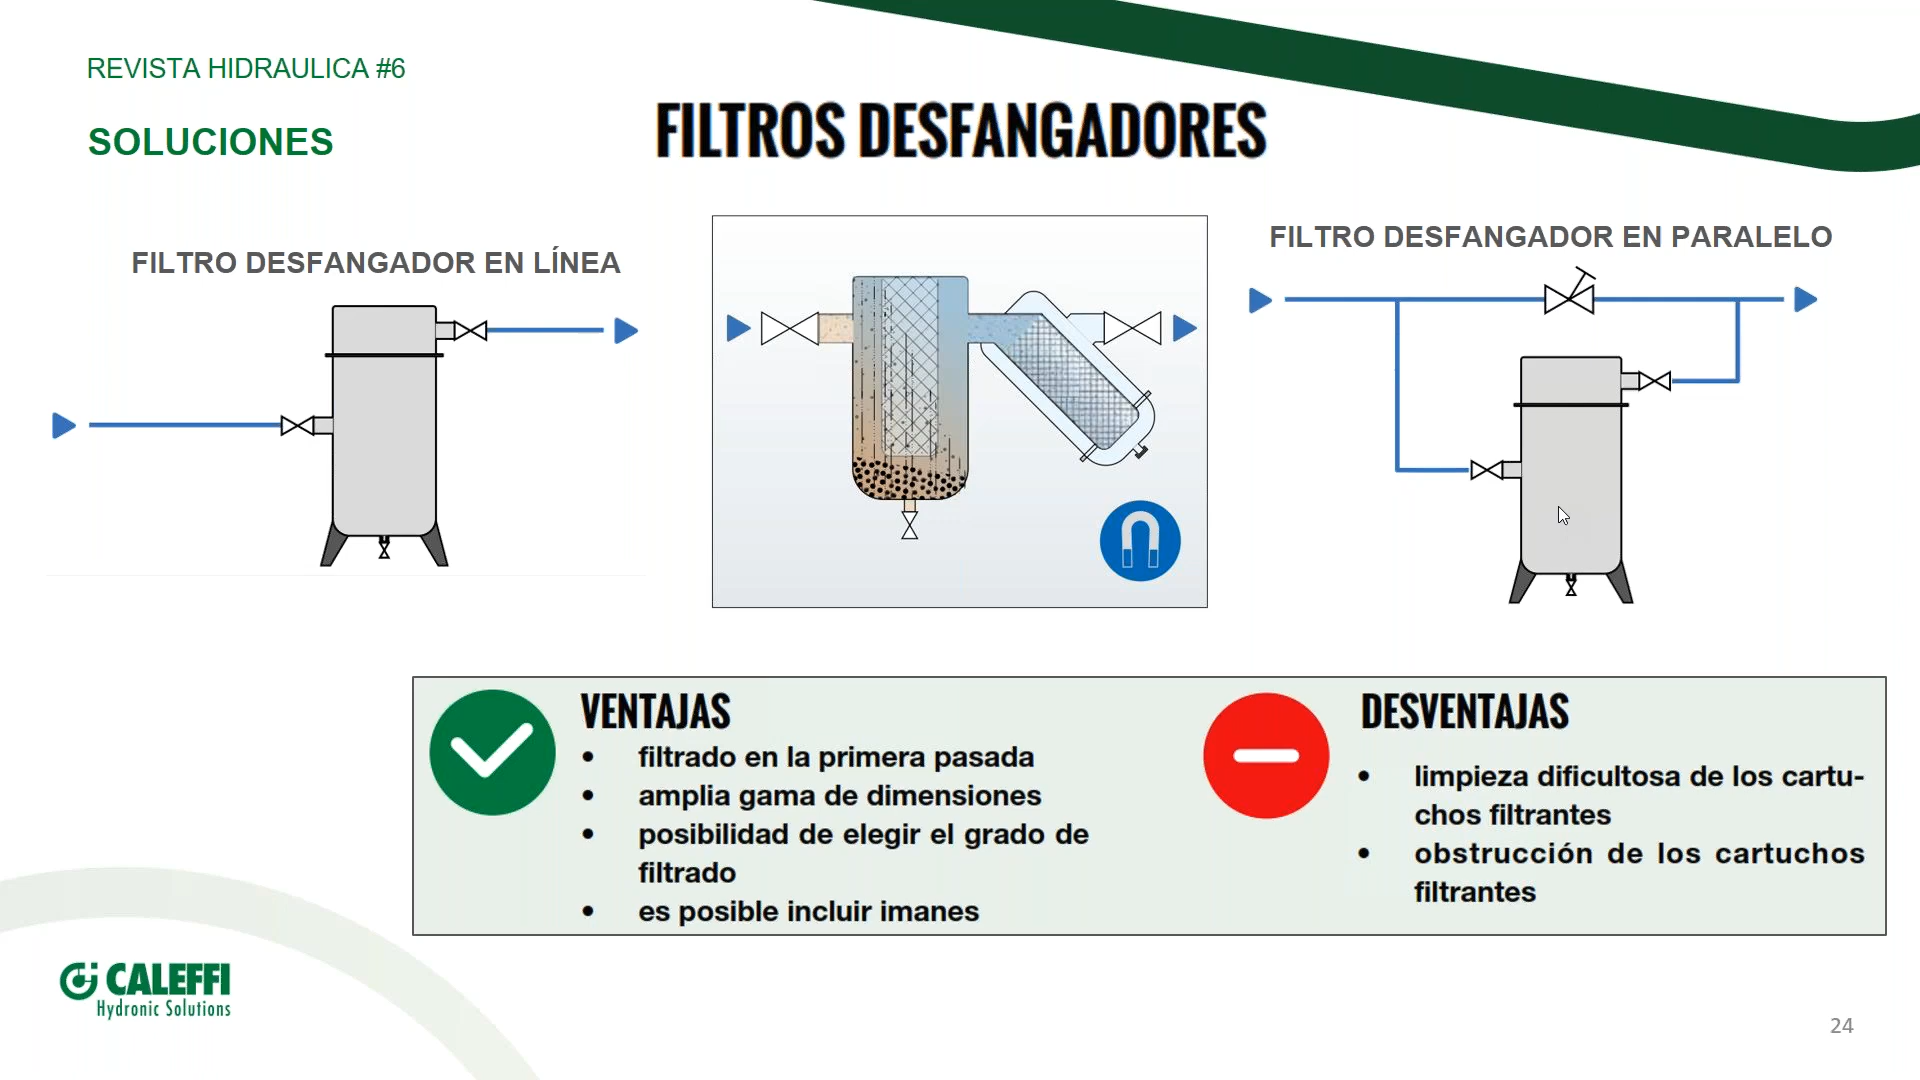 REVISTA HIDRAULICA #6
SOLUCIONES
FILTROS DESFANGADORES
FILTRO DESFANGADOR EN LÍNEA
FILTRO DESFANGADOR EN PARALELO
VENTAJAS
• filtrado en la primera pasada
• amplia gama de dimensiones
• posibilidad de elegir el grado de
filtrado
• es posible incluir imanes
DESVENTAJAS
• limpieza dificultosa de los cartu-
chos filtrantes
• obstrucción de los cartuchos
filtrantes
CALEFFI
Hydronic Solutions
24